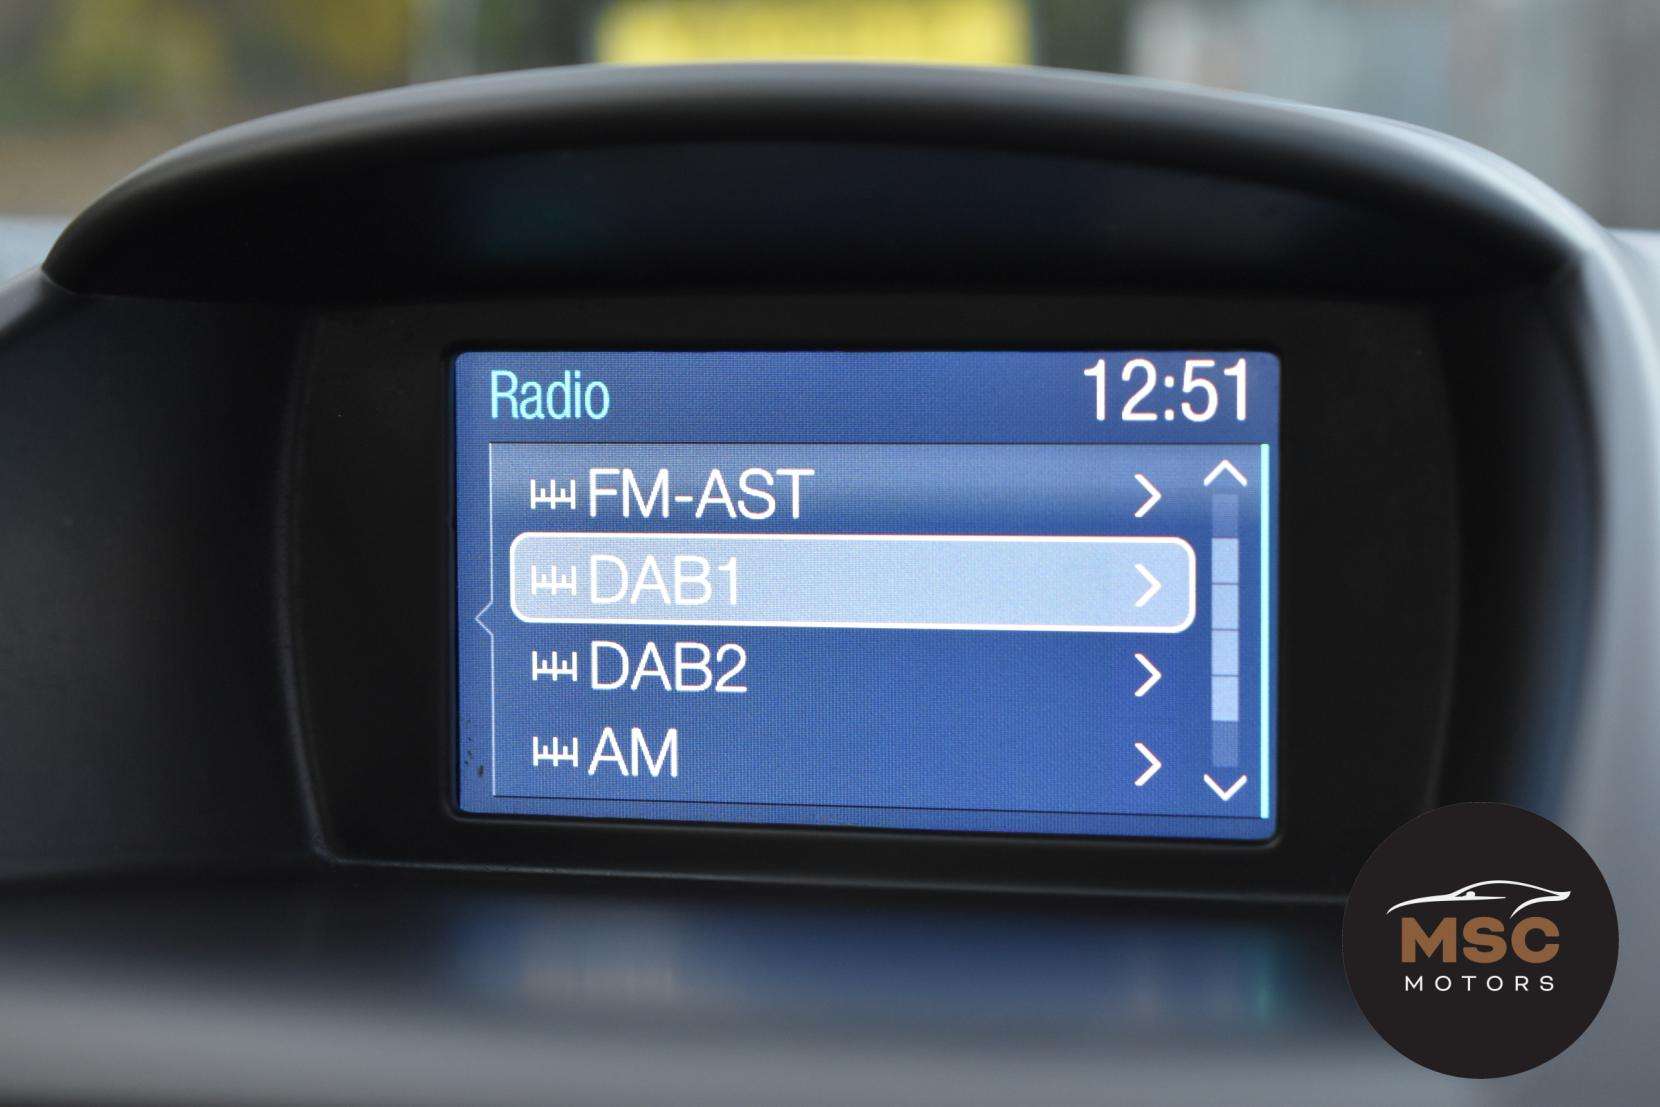 Radio 12:51
FM-AST
DAB1
DAB2
AM
MSC
MOTORS